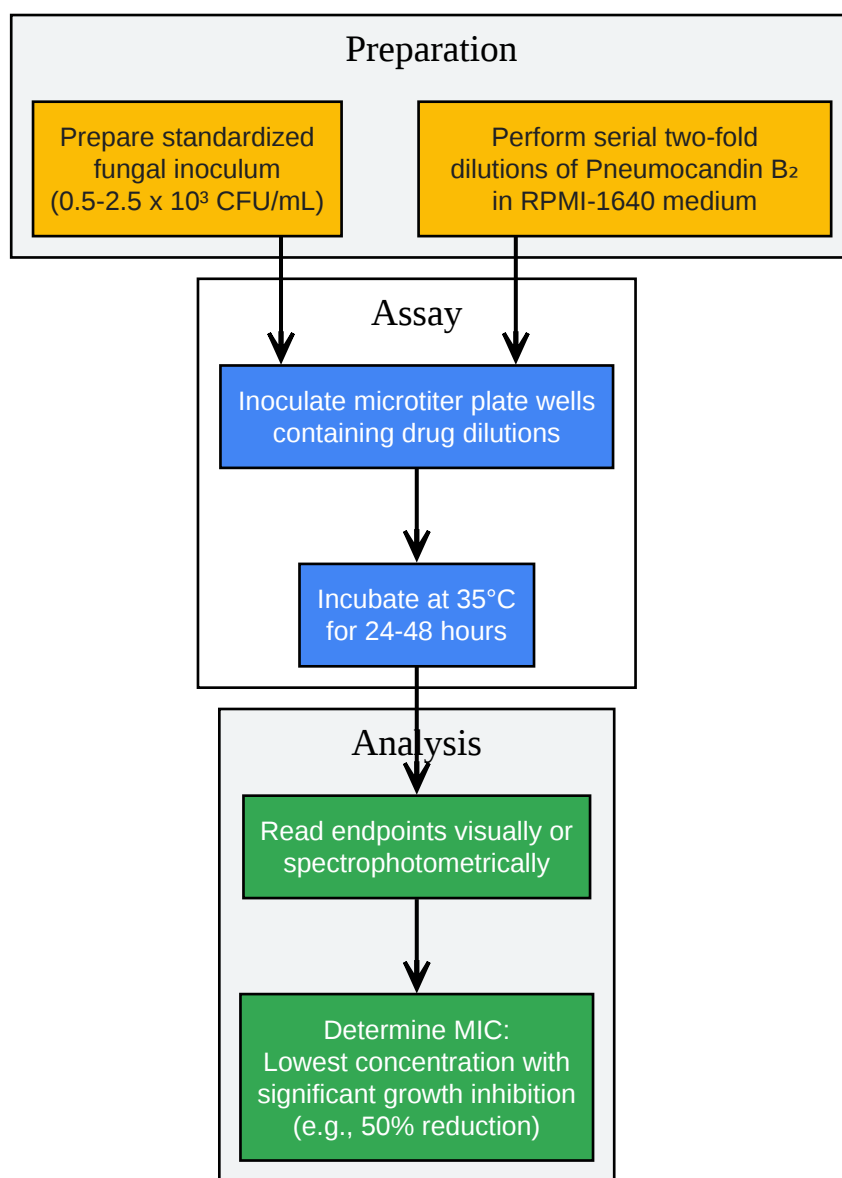 Preparation
Prepare standardized
fungal inoculum
(0.5-2.5 x 10³ CFU/mL)
Perform serial two-fold
dilutions of Pneumocandin B₂
in RPMI-1640 medium
Assay
Inoculate microtiter plate wells
containing drug dilutions
Incubate at 35°C
for 24-48 hours
Analysis
Read endpoints visually or
spectrophotometrically
Determine MIC:
Lowest concentration with
significant growth inhibition
(e.g., 50% reduction)